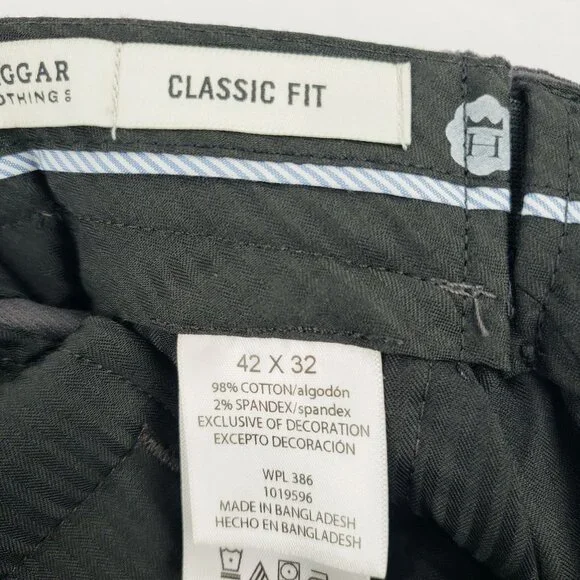 GGAR
OTHING CO
CLASSIC FIT
H
42 X 32
98% COTTON/algodón
2% SPANDEX/spandex
EXCLUSIVE OF DECORATION
EXCEPTO DECORACIÓN
WPL 386
1019596
MADE IN BANGLADESH
HECHO EN BANGLADESH